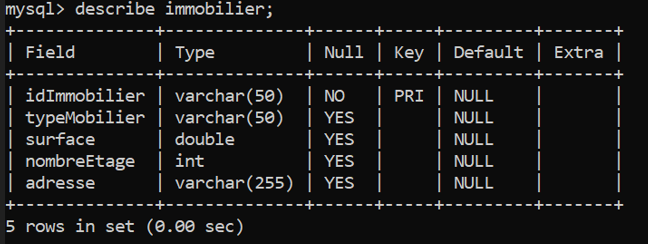 mysql> describe immobilier;
+--------------+--------------+------+-----+---------+-------+
| Field        | Type         | Null | Key | Default | Extra |
+--------------+--------------+------+-----+---------+-------+
| idImmobilier | varchar(50)  | NO   | PRI | NULL    |       |
| typeMobilier | varchar(50)  | YES  |     | NULL    |       |
| surface      | double       | YES  |     | NULL    |       |
| nombreEtage  | int          | YES  |     | NULL    |       |
| adresse      | varchar(255) | YES  |     | NULL    |       |
+--------------+--------------+------+-----+---------+-------+
5 rows in set (0.00 sec)